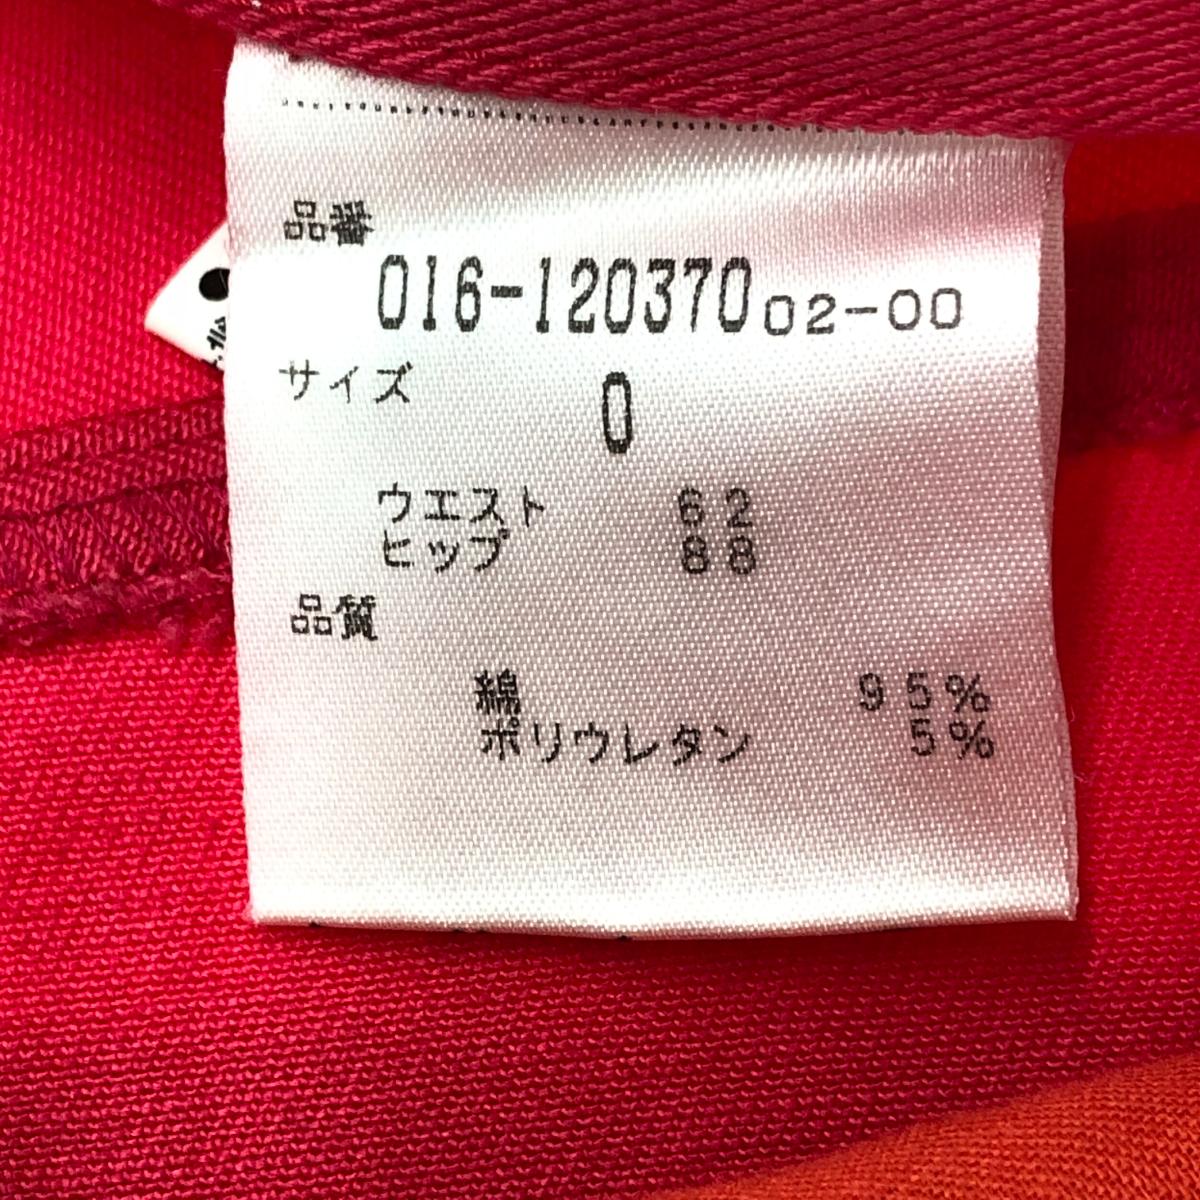 品番
016-12037002-00
サイズ 0
ウエスト 62
ヒップ 88
品質
綿 95%
ポリウレタン 5%